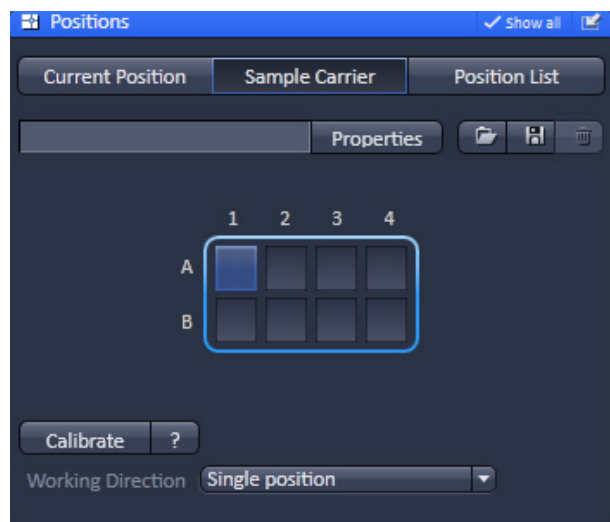 Positions Show all
Current Position Sample Carrier Position List
Properties
1 2 3 4
A
B
Calibrate ?
Working Direction Single position